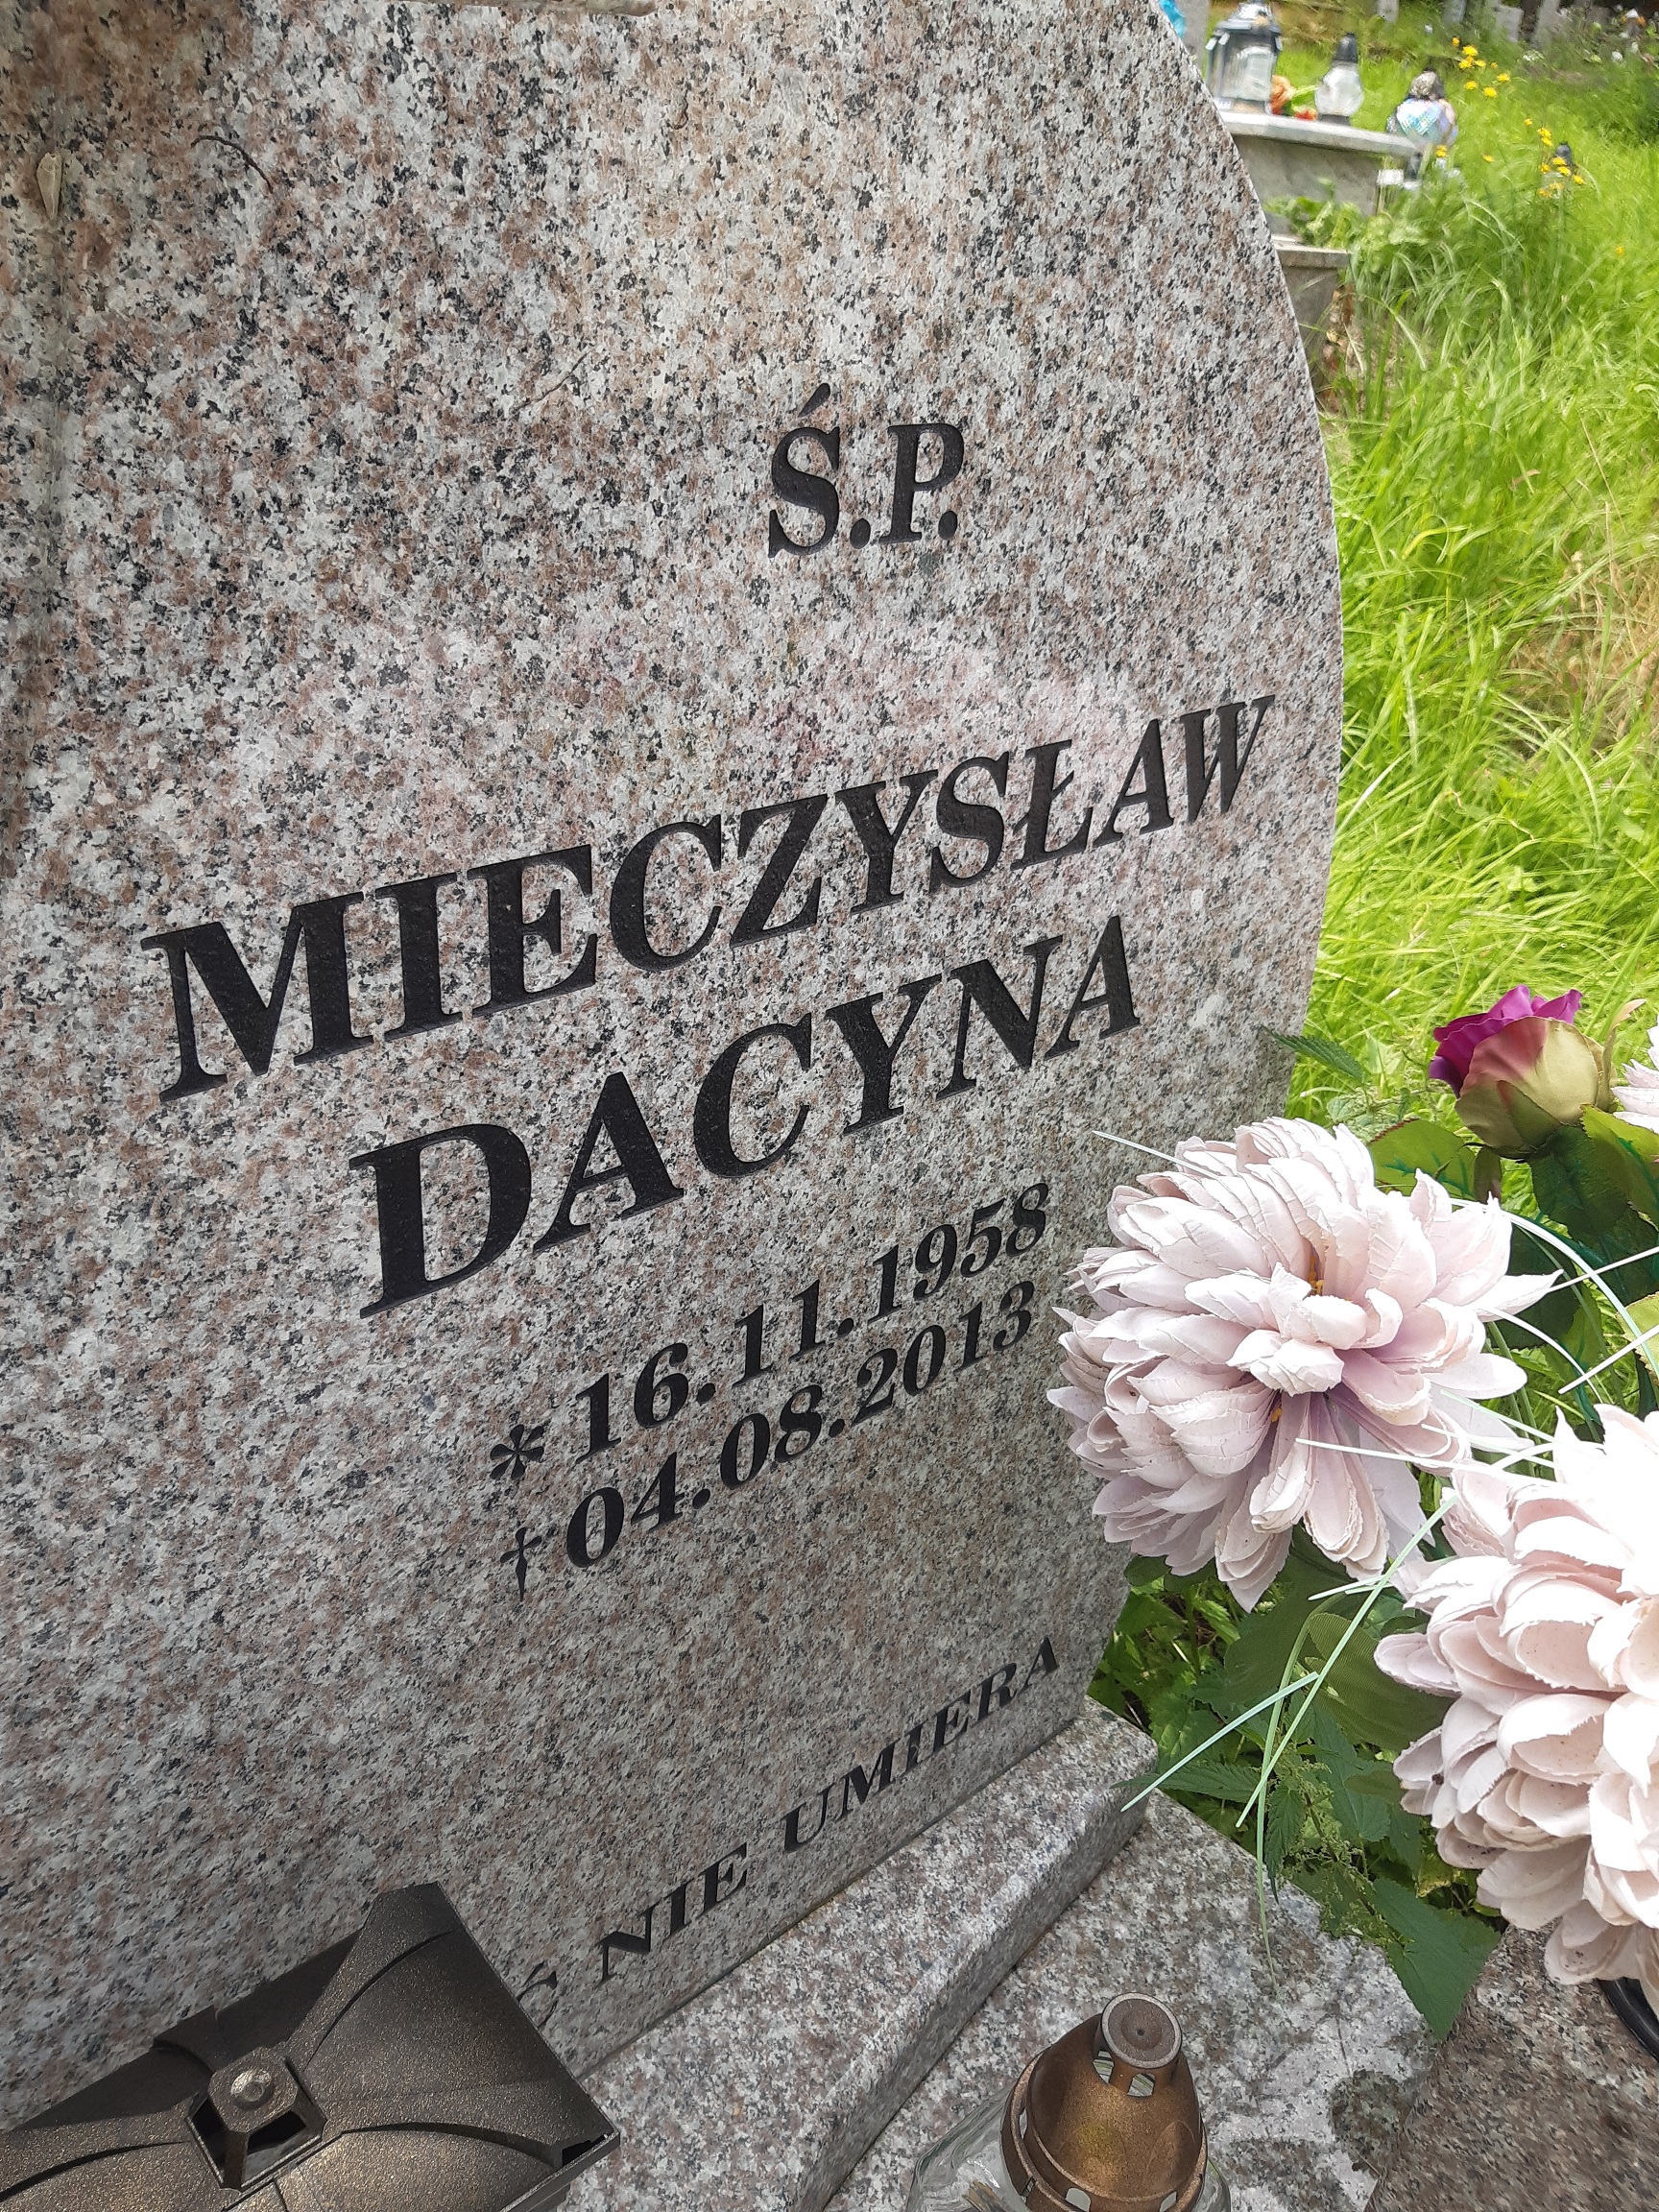 Ś.P.
MIECZYSŁAW
DACYNA
* 16.11.1958
† 04.08.2013
NIE UMIERA